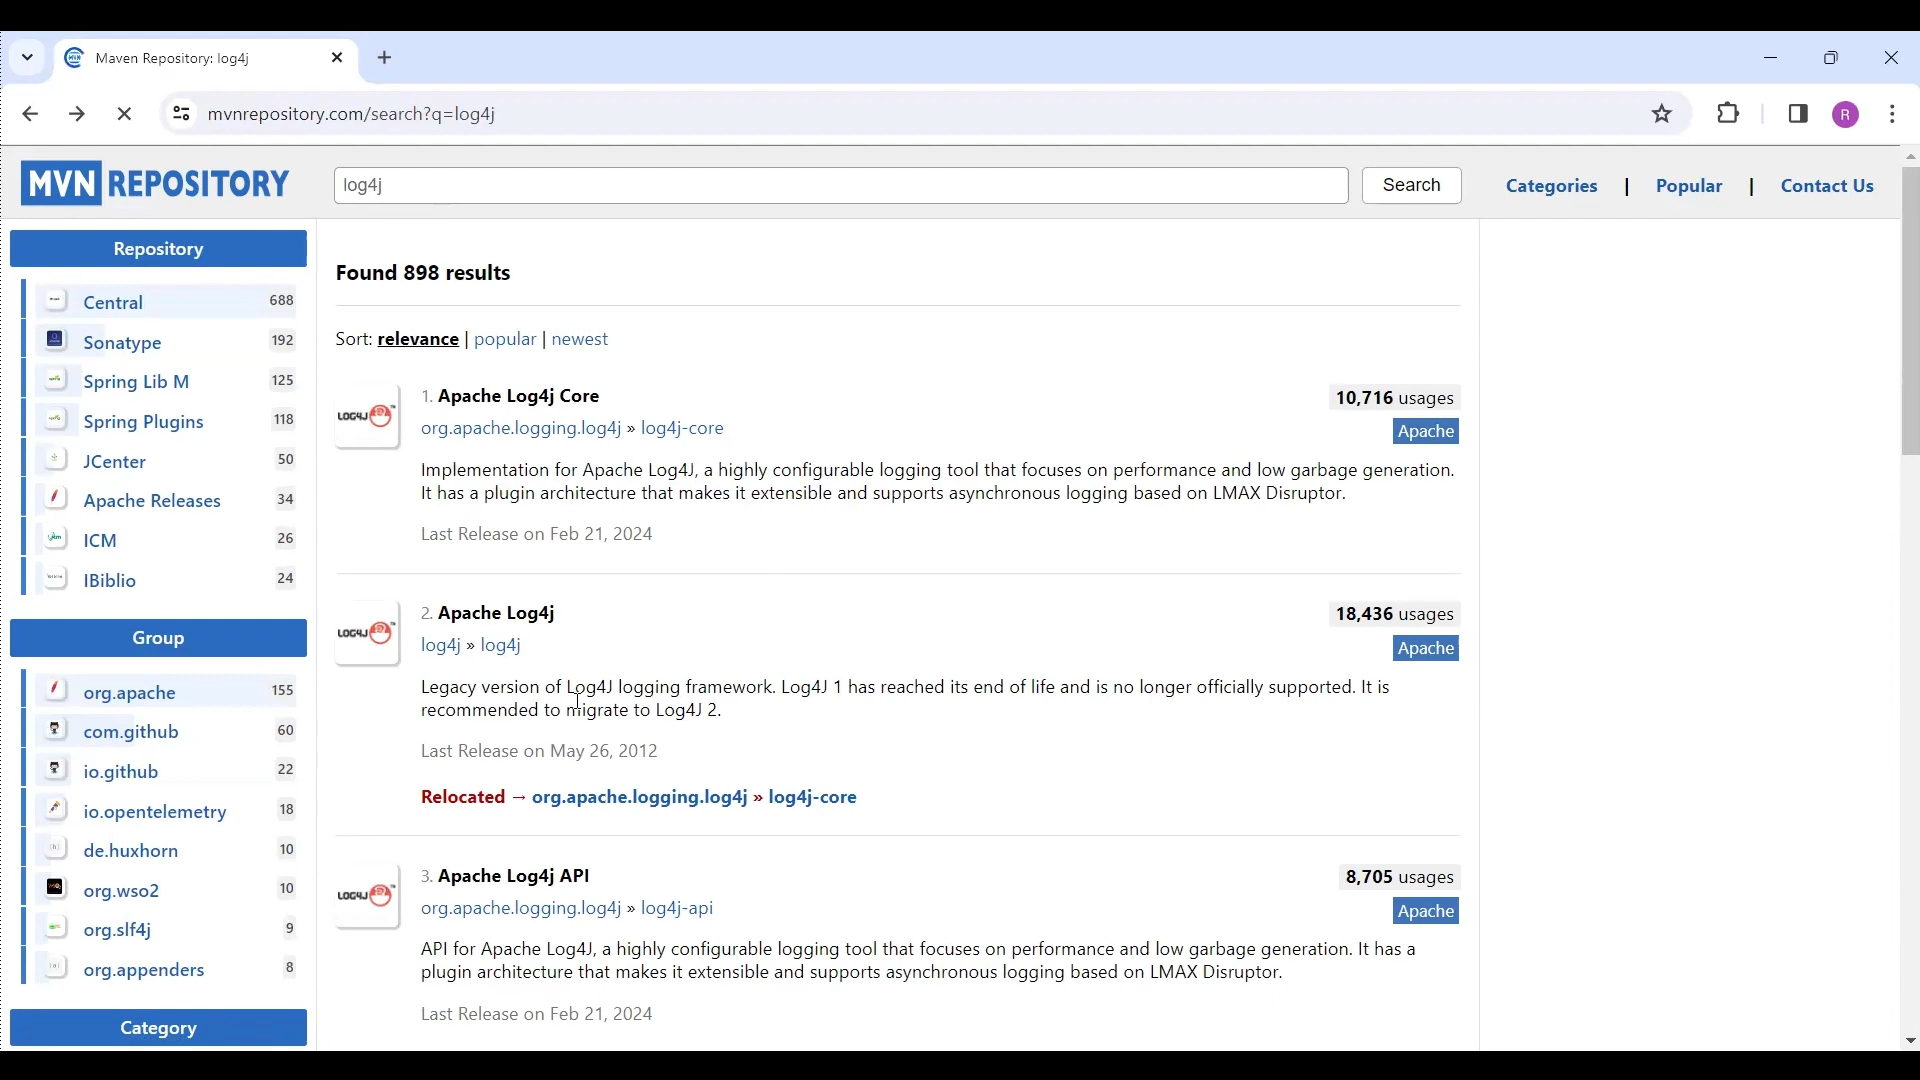 Maven Repository: log4j
mvnrepository.com/search?q=log4j
R
MVN REPOSITORY
log4j
Search
Categories | Popular | Contact Us
Repository
Central 688
Sonatype 192
Spring Lib M 125
Spring Plugins 118
JCenter 50
Apache Releases 34
ICM 26
IBiblio 24
Group
org.apache 155
com.github 60
io.github 22
io.opentelemetry 18
de.huxhorn 10
org.wso2 10
org.slf4j 9
org.appenders 8
Category
Found 898 results
Sort: relevance | popular | newest
LOG4J
1. Apache Log4j Core
10,716 usages
org.apache.logging.log4j » log4j-core
Apache
Implementation for Apache Log4J, a highly configurable logging tool that focuses on performance and low garbage generation.
It has a plugin architecture that makes it extensible and supports asynchronous logging based on LMAX Disruptor.
Last Release on Feb 21, 2024
LOG4J
2. Apache Log4j
18,436 usages
log4j » log4j
Apache
Legacy version of Log4J logging framework. Log4J 1 has reached its end of life and is no longer officially supported. It is
recommended to migrate to Log4J 2.
Last Release on May 26, 2012
Relocated → org.apache.logging.log4j » log4j-core
LOG4J
3. Apache Log4j API
8,705 usages
org.apache.logging.log4j » log4j-api
Apache
API for Apache Log4J, a highly configurable logging tool that focuses on performance and low garbage generation. It has a
plugin architecture that makes it extensible and supports asynchronous logging based on LMAX Disruptor.
Last Release on Feb 21, 2024